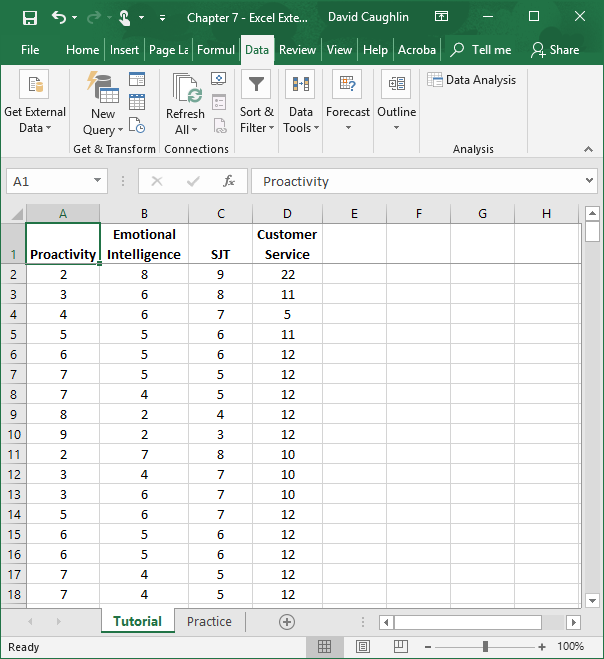 Chapter 7 - Excel Exte... David Caughlin
File Home Insert Page La Formul Data Review View Help Acroba Tell me Share
Get External Data
New Query
Get & Transform
Refresh All
Connections
Sort & Filter
Data Tools
Forecast
Outline
Data Analysis
Analysis
A1 fx Proactivity
A B C D E F G H
1 Proactivity Emotional Intelligence SJT Customer Service
2 2 8 9 22
3 3 6 8 11
4 4 6 7 5
5 5 5 6 11
6 6 5 6 12
7 7 5 5 12
8 7 4 5 12
9 8 2 4 12
10 9 2 3 12
11 2 7 8 10
12 3 4 7 10
13 3 6 7 10
14 5 6 7 12
15 6 5 6 12
16 6 5 6 12
17 7 4 5 12
18 7 4 5 12
Tutorial Practice
Ready 100%